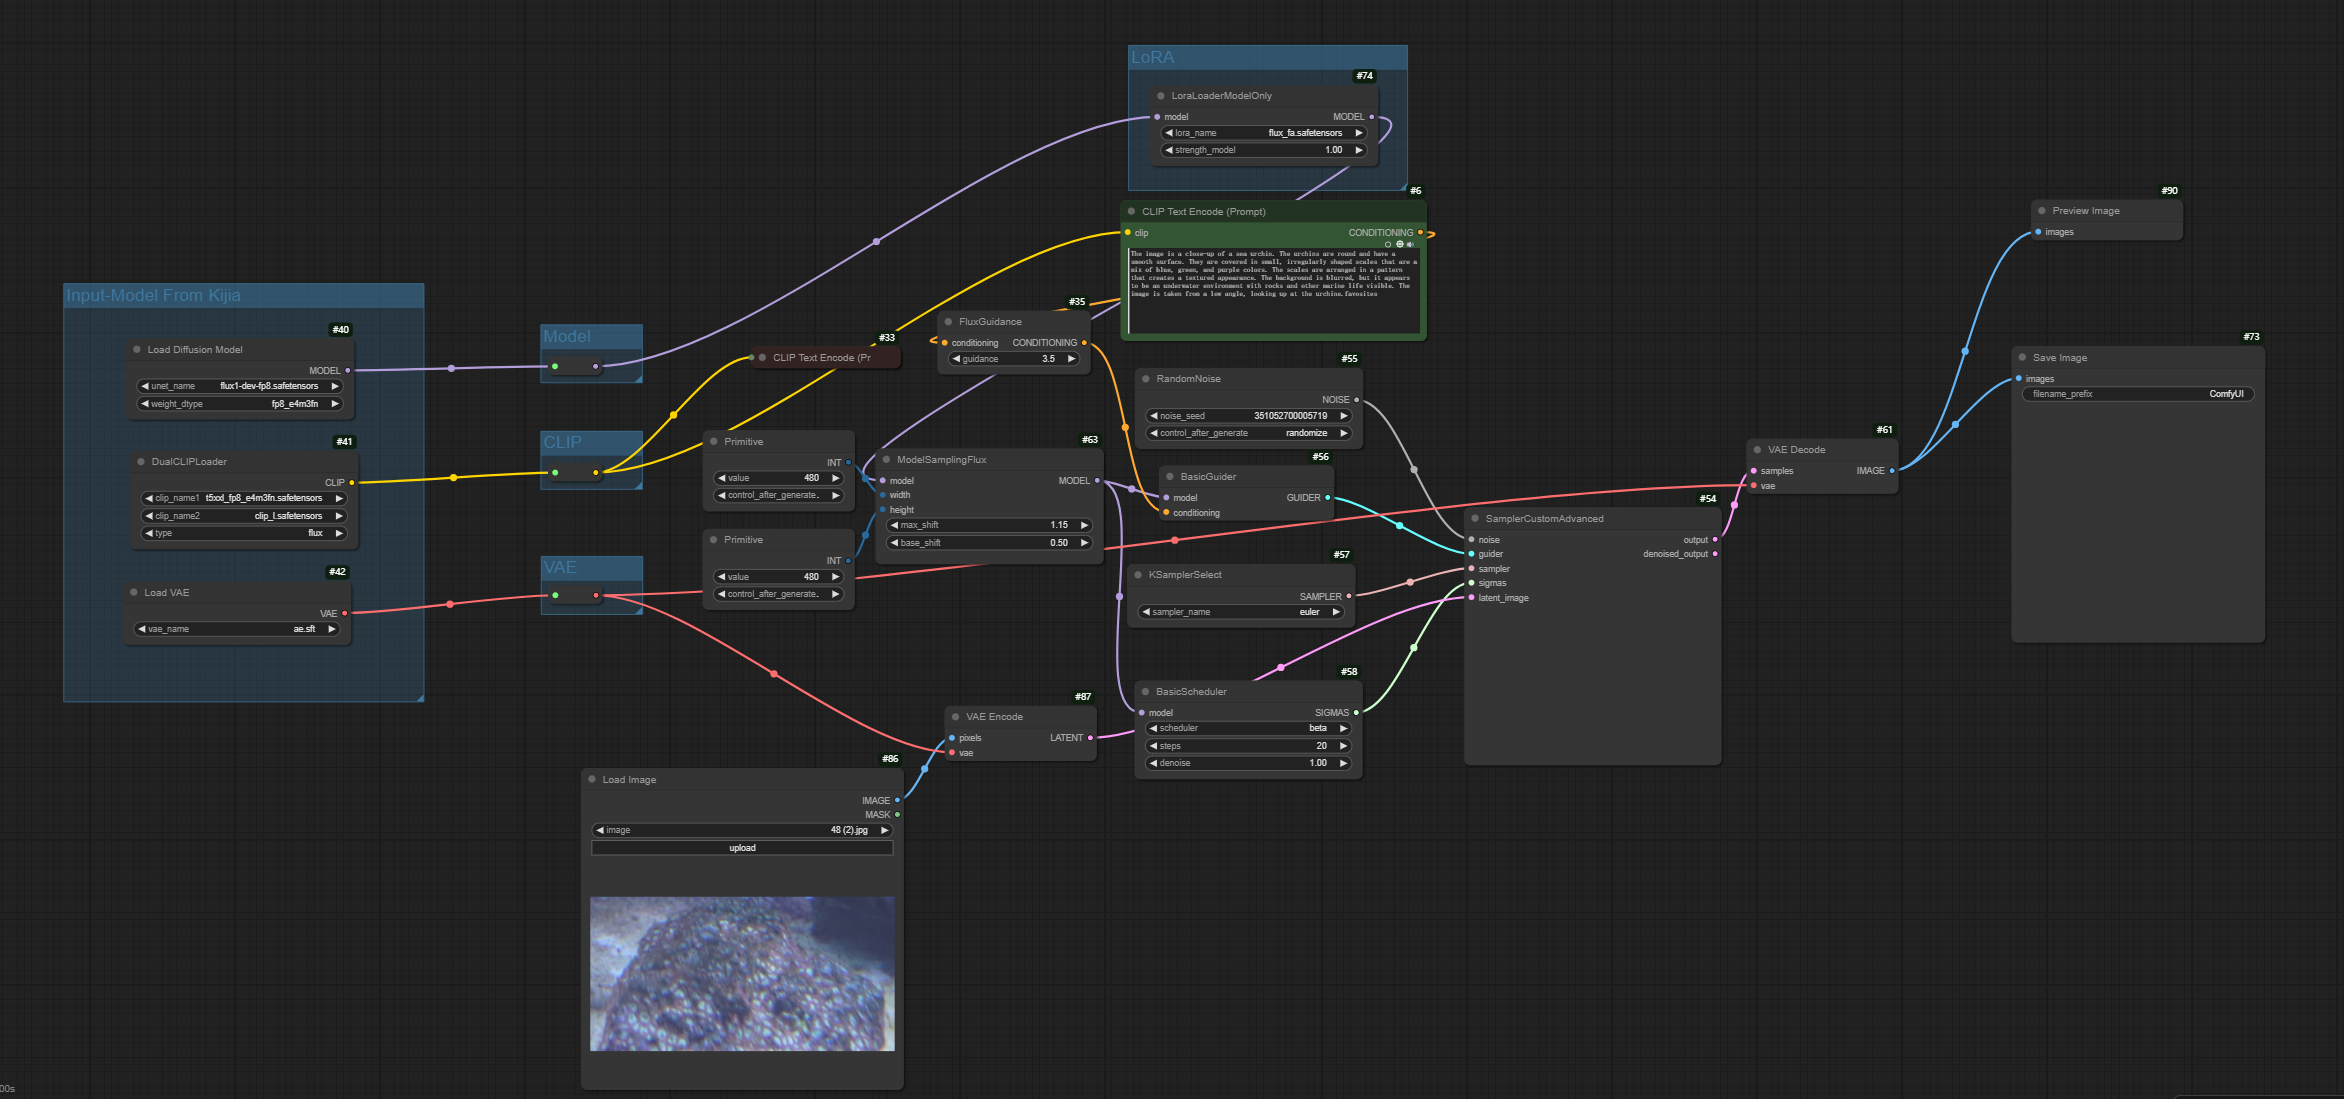 LoRA
#74
LoraLoaderModelOnly
model MODEL
lora_name flux_fa.safetensors
strength_model 1.00
#6
CLIP Text Encode (Prompt)
clip CONDITIONING
The image is a close-up of a sea urchin. The urchins are round and have a
smooth surface. They are covered in small, irregularly shaped scales that are a
mix of blue, green, and purple colors. The scales are arranged in a pattern
that creates a textured appearance. The background is blurred, but it appears
to be an underwater environment with rocks and other marine life visible. The
image is taken from a low angle, looking up at the urchins.favosites
#90
Preview Image
images
Input-Model From Kijia
#40
Load Diffusion Model
MODEL
unet_name flux1-dev-fp8.safetensors
weight_dtype fp8_e4m3fn
#41
DualCLIPLoader
CLIP
clip_name1 t5xxl_fp8_e4m3fn.safetensors
clip_name2 clip_l.safetensors
type flux
#42
Load VAE
VAE
vae_name ae.sft
Model
CLIP
VAE
#33
CLIP Text Encode (Pr
#35
FluxGuidance
conditioning CONDITIONING
guidance 3.5
Primitive
INT
value 480
control_after_generate.
Primitive
INT
value 480
control_after_generate.
#63
ModelSamplingFlux
model MODEL
width
height
max_shift 1.15
base_shift 0.50
#55
RandomNoise
NOISE
noise_seed 351052700005719
control_after_generate randomize
#56
BasicGuider
model GUIDER
conditioning
#57
KSamplerSelect
SAMPLER
sampler_name euler
#58
BasicScheduler
model SIGMAS
scheduler beta
steps 20
denoise 1.00
#54
SamplerCustomAdvanced
noise output
guider denoised_output
sampler
sigmas
latent_image
#61
VAE Decode
samples IMAGE
vae
#73
Save Image
images
filename_prefix ComfyUI
#87
VAE Encode
pixels LATENT
vae
#86
Load Image
IMAGE
MASK
image 48 (2).jpg
upload
00s